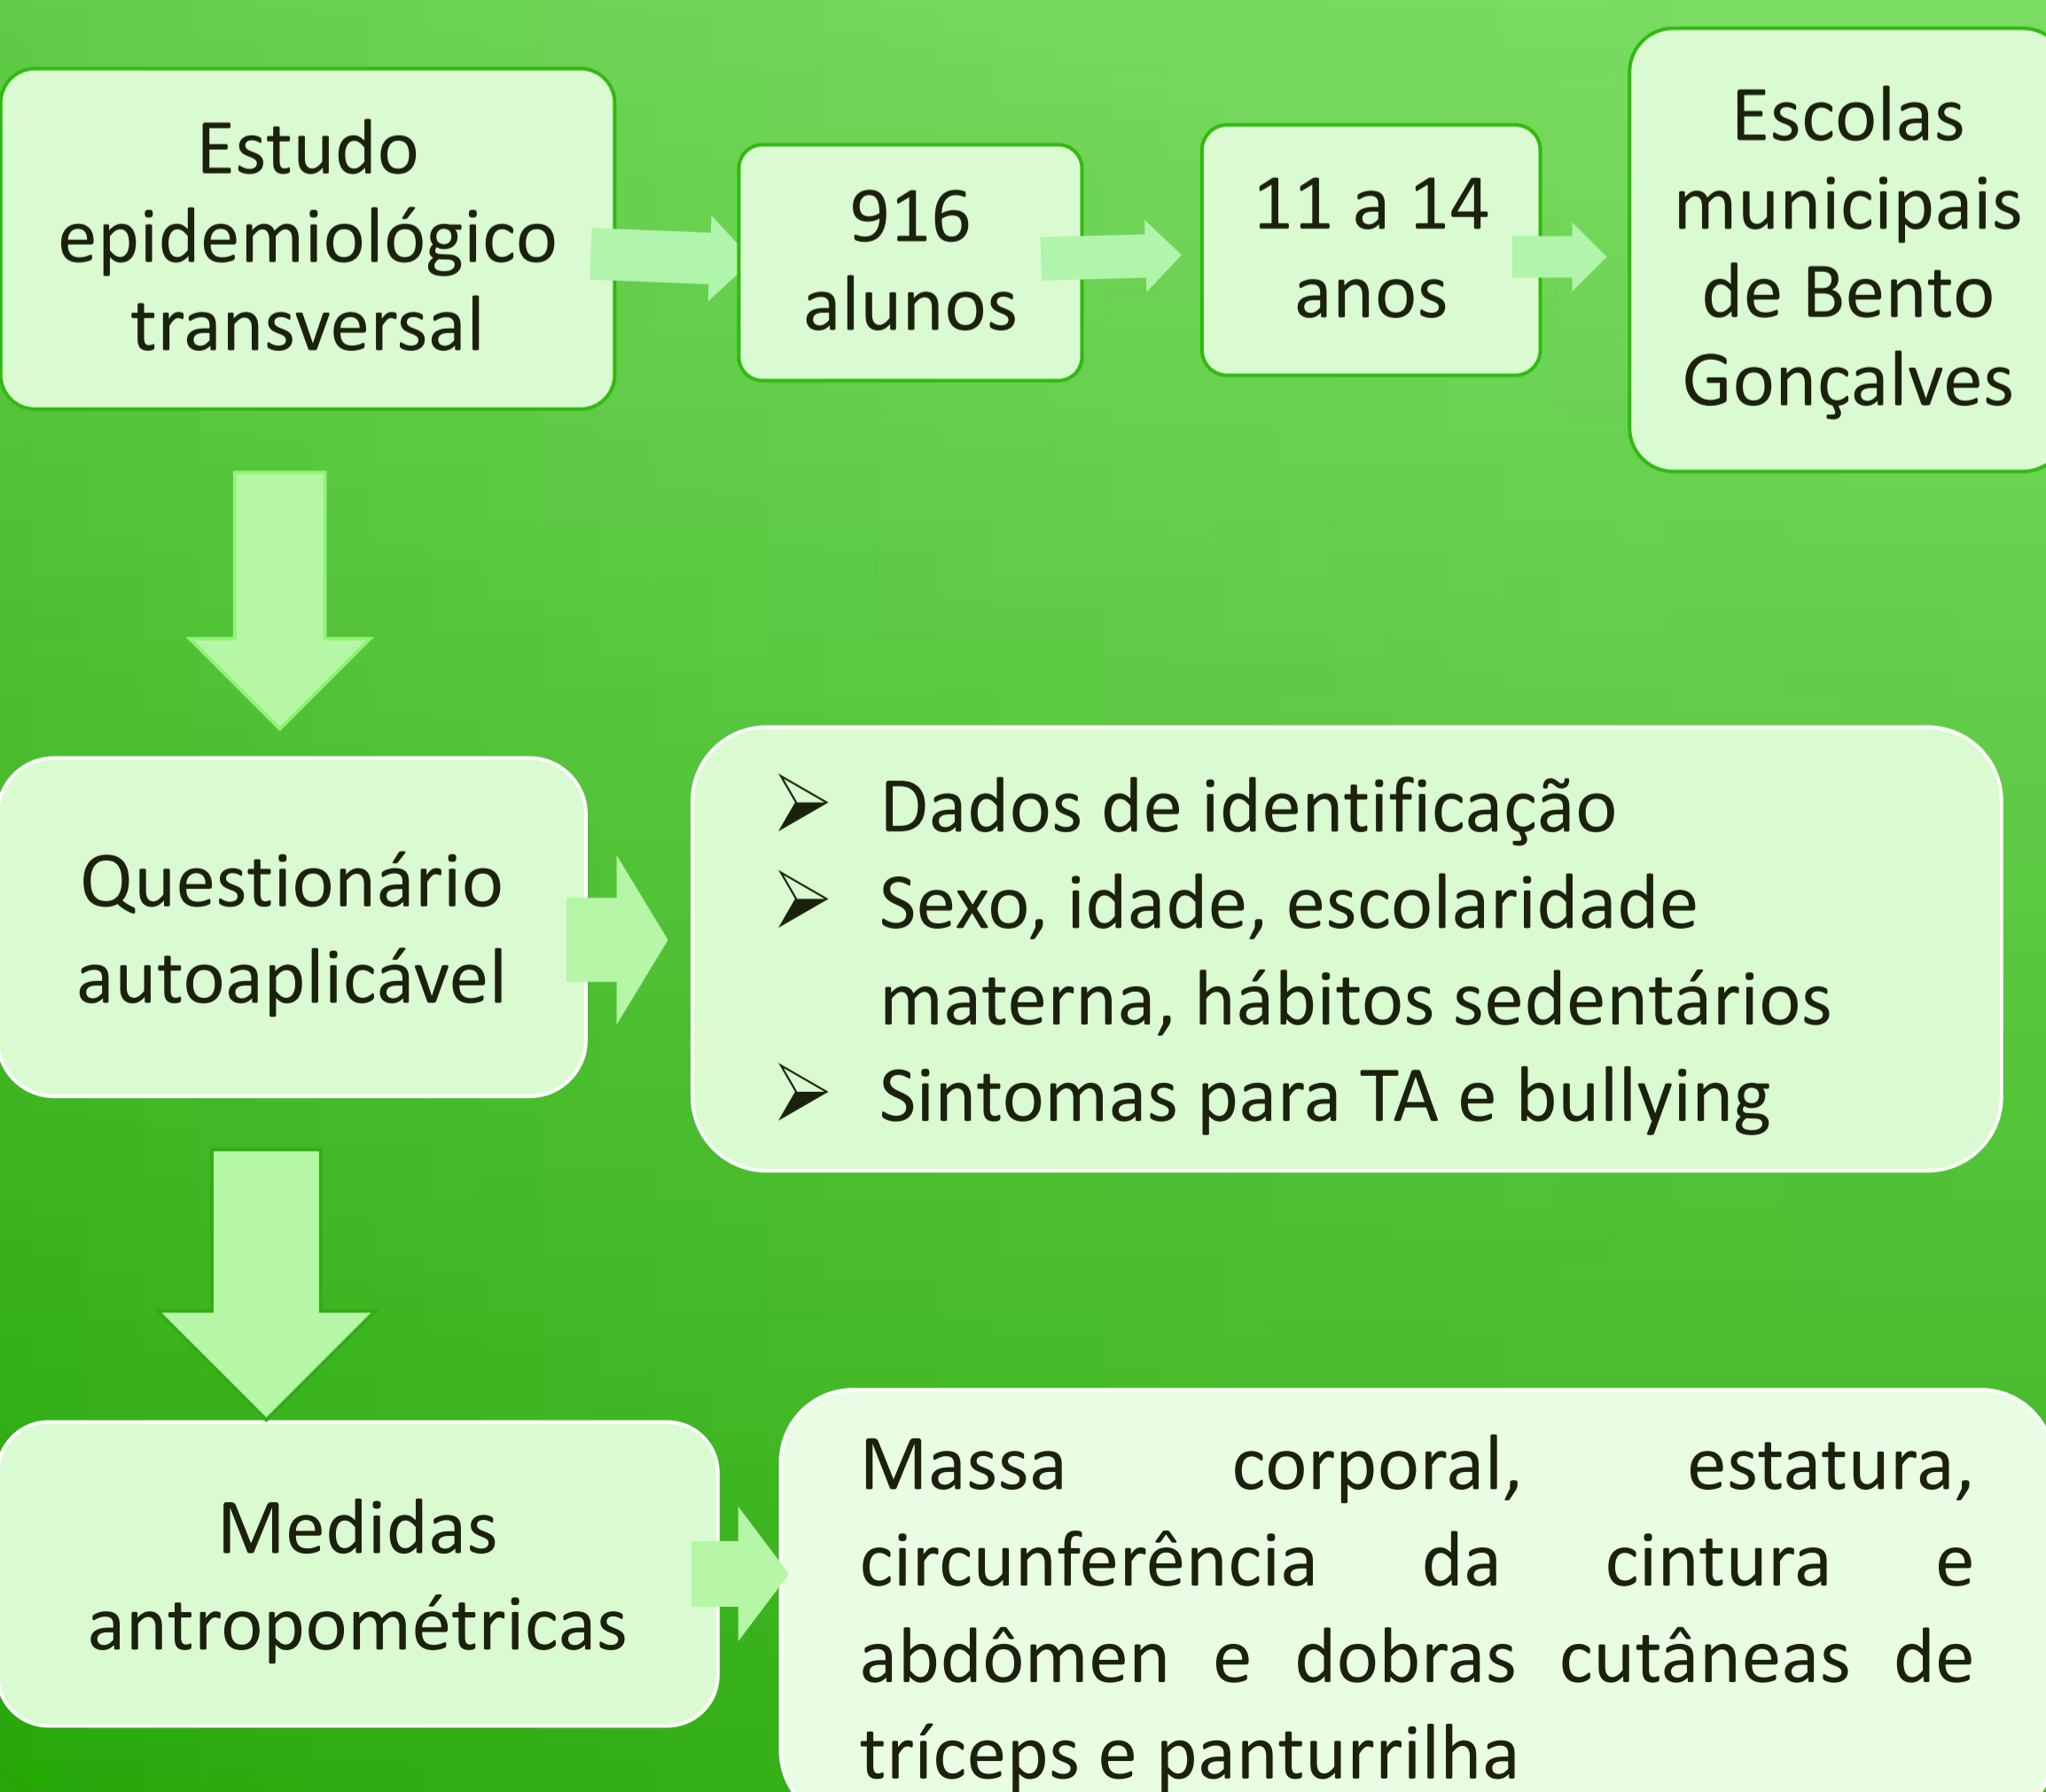 Estudo
epidemiológico
transversal
916
alunos
11 a 14
anos
Escolas
municipais
de Bento
Gonçalves
Questionário
autoaplicável
Dados de identificação
Sexo, idade, escolaridade
materna, hábitos sedentários
Sintomas para TA e bullying
Medidas
antropométricas
Massa corporal, estatura,
circunferência da cintura e
abdômen e dobras cutâneas de
tríceps e panturrilha